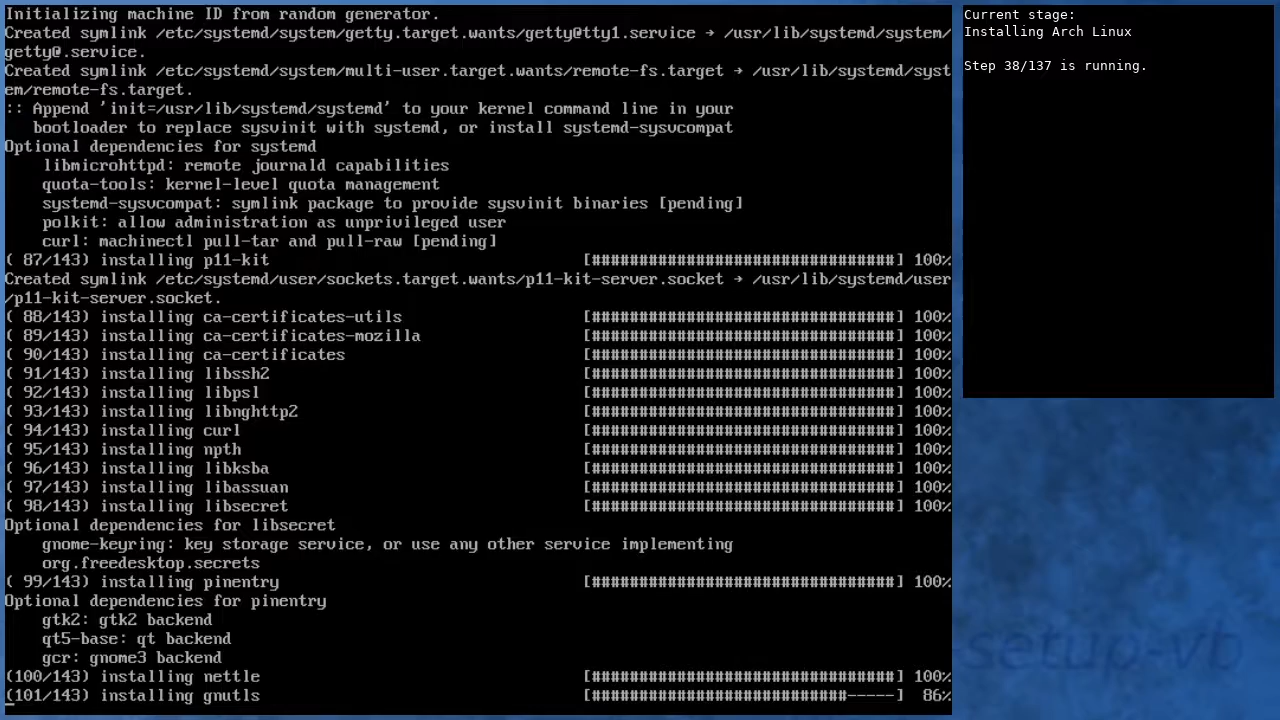 Initializing machine ID from random generator.
Created symlink /etc/systemd/system/getty.target.wants/getty@tty1.service → /usr/lib/systemd/system/
getty@.service.
Created symlink /etc/systemd/system/multi-user.target.wants/remote-fs.target → /usr/lib/systemd/syst
em/remote-fs.target.
:: Append 'init=/usr/lib/systemd/systemd' to your kernel command line in your
   bootloader to replace sysvinit with systemd, or install systemd-sysvcompat
Optional dependencies for systemd
    libmicrohttpd: remote journald capabilities
    quota-tools: kernel-level quota management
    systemd-sysvcompat: symlink package to provide sysvinit binaries [pending]
    polkit: allow administration as unprivileged user
    curl: machinectl pull-tar and pull-raw [pending]
( 87/143) installing p11-kit [################################] 100%
Created symlink /etc/systemd/user/sockets.target.wants/p11-kit-server.socket → /usr/lib/systemd/user
/p11-kit-server.socket.
( 88/143) installing ca-certificates-utils [################################] 100%
( 89/143) installing ca-certificates-mozilla [################################] 100%
( 90/143) installing ca-certificates [################################] 100%
( 91/143) installing libssh2 [################################] 100%
( 92/143) installing libpsl [################################] 100%
( 93/143) installing libnghttp2 [################################] 100%
( 94/143) installing curl [################################] 100%
( 95/143) installing npth [################################] 100%
( 96/143) installing libksba [################################] 100%
( 97/143) installing libassuan [################################] 100%
( 98/143) installing libsecret [################################] 100%
Optional dependencies for libsecret
    gnome-keyring: key storage service, or use any other service implementing
    org.freedesktop.secrets
( 99/143) installing pinentry [################################] 100%
Optional dependencies for pinentry
    gtk2: gtk2 backend
    qt5-base: qt backend
    gcr: gnome3 backend
(100/143) installing nettle [################################] 100%
(101/143) installing gnutls [###########################-----] 86%
Current stage:
Installing Arch Linux
Step 38/137 is running.
setup-vb